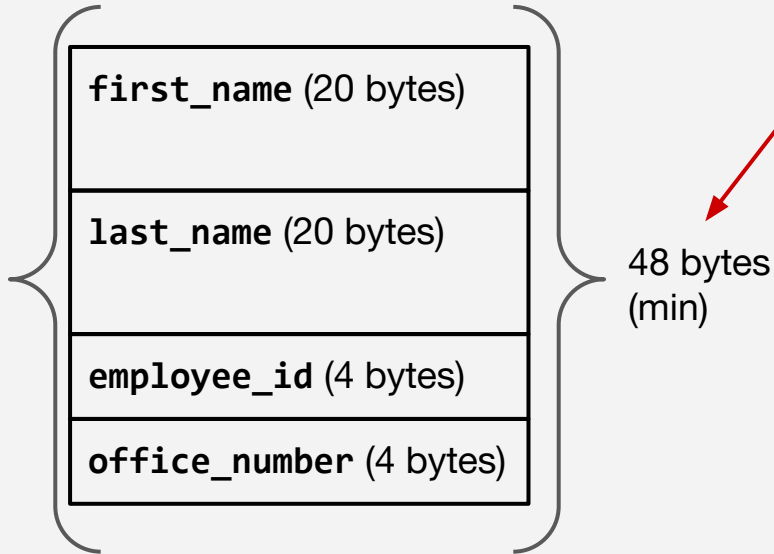 first_name (20 bytes)
last_name (20 bytes)
48 bytes
(min)
employee_id (4 bytes)
office_number (4 bytes)